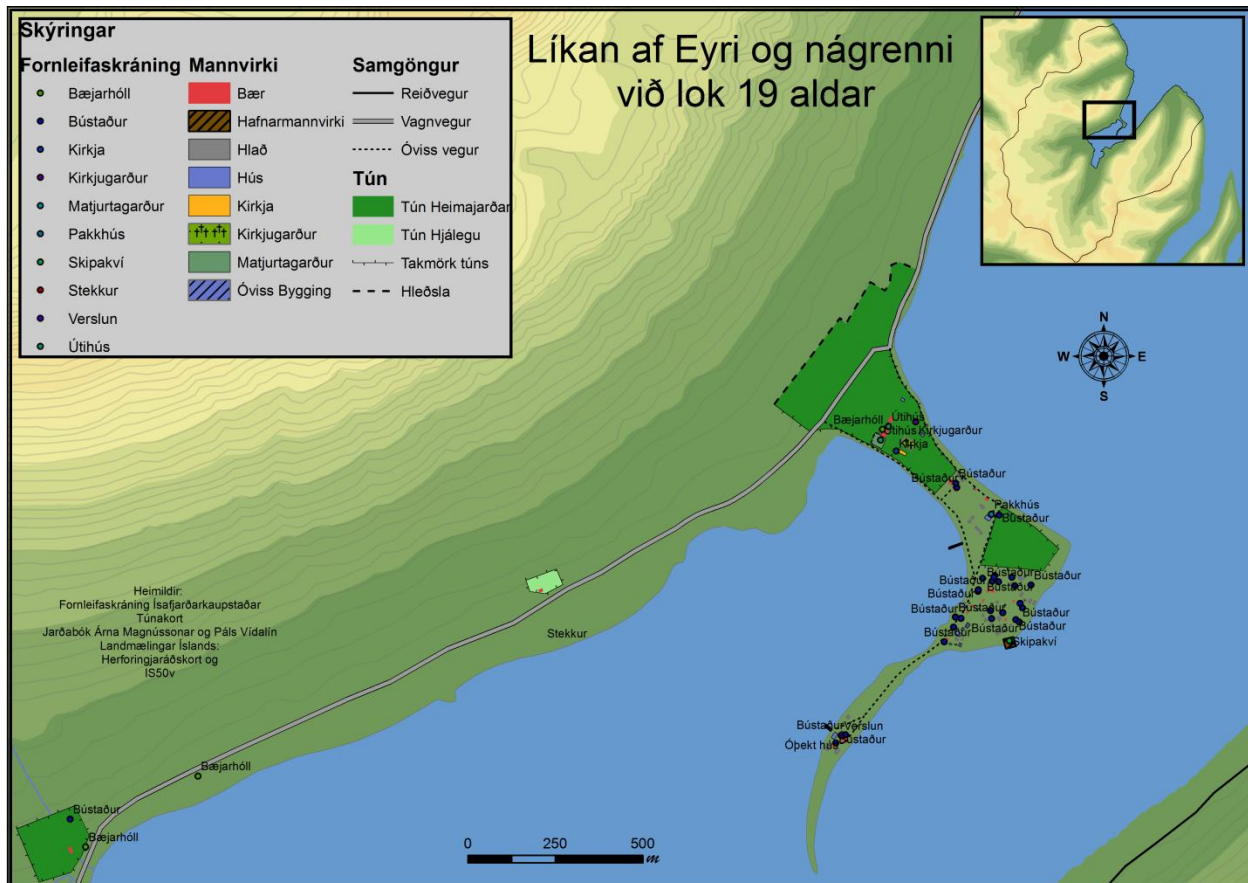 Skýringar
Fornleifaskráning
Bæjarhóll
Bústaður
Kirkja
Kirkjugarður
Matjurtagarður
Pakkhús
Skipakví
Stekkur
Verslun
Útihús
Mannvirki
Bær
Hafnarmannvirki
Hlað
Hús
Kirkja
Kirkjugarður
Matjurtagarður
Óviss Bygging
Samgöngur
Reiðvegur
Vagnvegur
Óviss vegur
Tún
Tún Heimajarðar
Tún Hjálegu
Takmörk túns
Hleðsla
Líkan af Eyri og nágrenni
við lok 19 aldar
N
W E
S
Bæjarhóll
Útihús
Útihús
Kirkjugarður
Kirkja
Bústaður
Bústaður
Pakkhús
Bústaður
Bústaður
Bústaður
Bústaður
Bústaður
Bústaður
Bústaður
Bústaður
Bústaður
Bústaður
Bústaður
Bústaður
Skipakví
Bústaður
Verslun
Óþekt hús
Bústaður
Stekkur
Heimildir:
Fornleifaskráning Ísafjarðarkaupstaðar
Túnakort
Jarðabók Árna Magnússonar og Páls Vídalín
Landmælingar Íslands:
Herforingjaráðskort og
IS50v
Bæjarhóll
Bústaður
Bæjarhóll
0 250 500
m